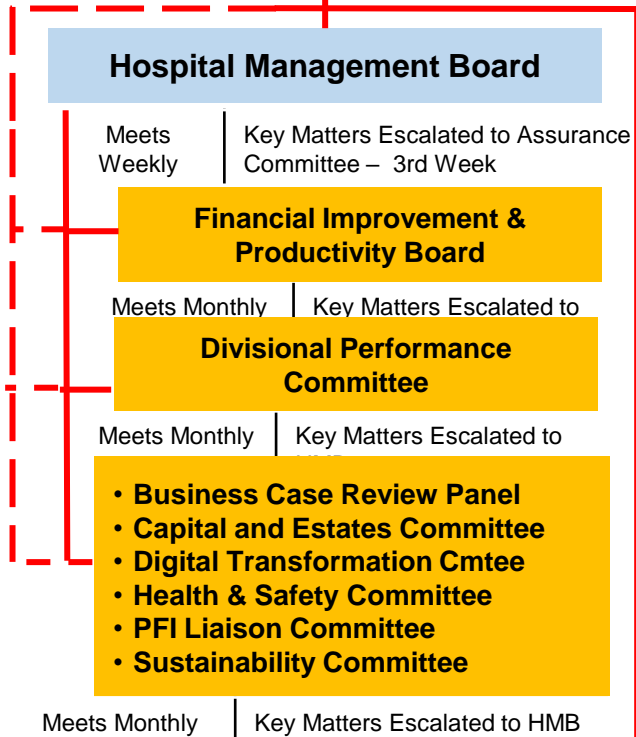 Hospital Management Board
Meets
Weekly
Key Matters Escalated to Assurance
Committee – 3rd Week
Financial Improvement &
Productivity Board
Meets Monthly
Key Matters Escalated to
Divisional Performance
Committee
Meets Monthly
Key Matters Escalated to
• Business Case Review Panel
• Capital and Estates Committee
• Digital Transformation Cmtee
• Health & Safety Committee
• PFI Liaison Committee
• Sustainability Committee
Meets Monthly
Key Matters Escalated to HMB